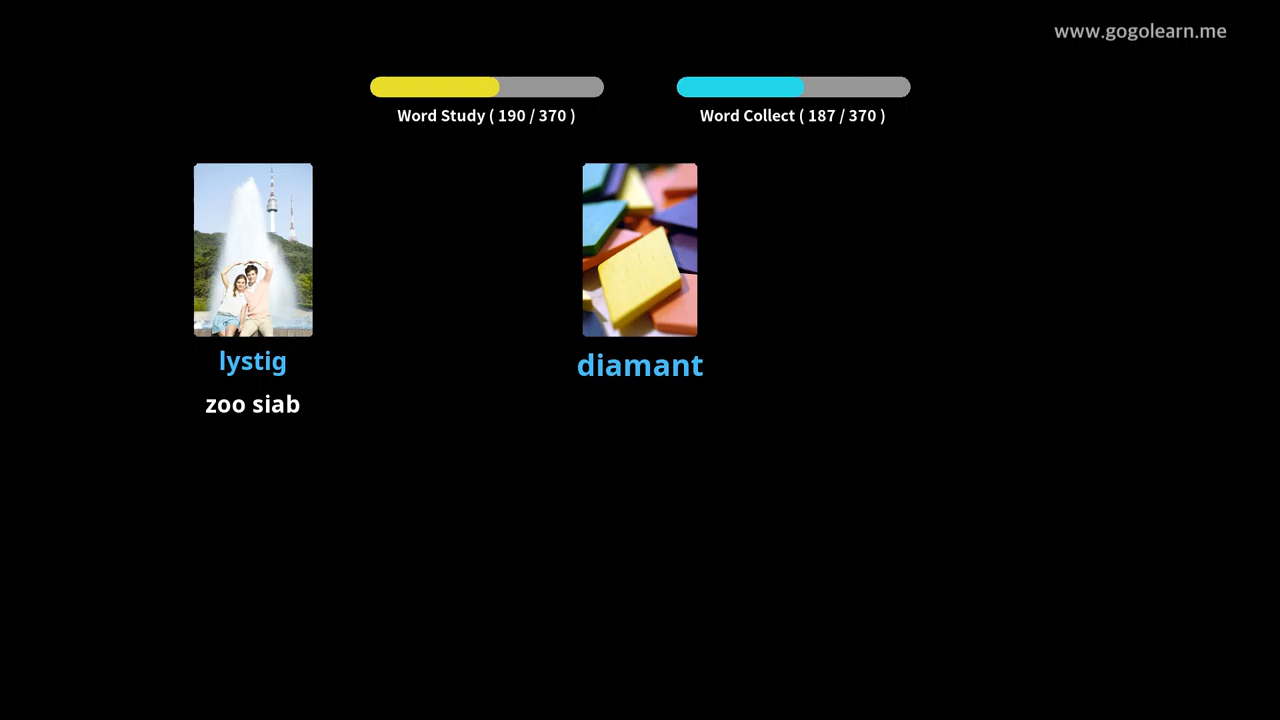 www.gogolearn.me
Word Study ( 190 / 370 )
Word Collect ( 187 / 370 )
lystig
zoo siab
diamant